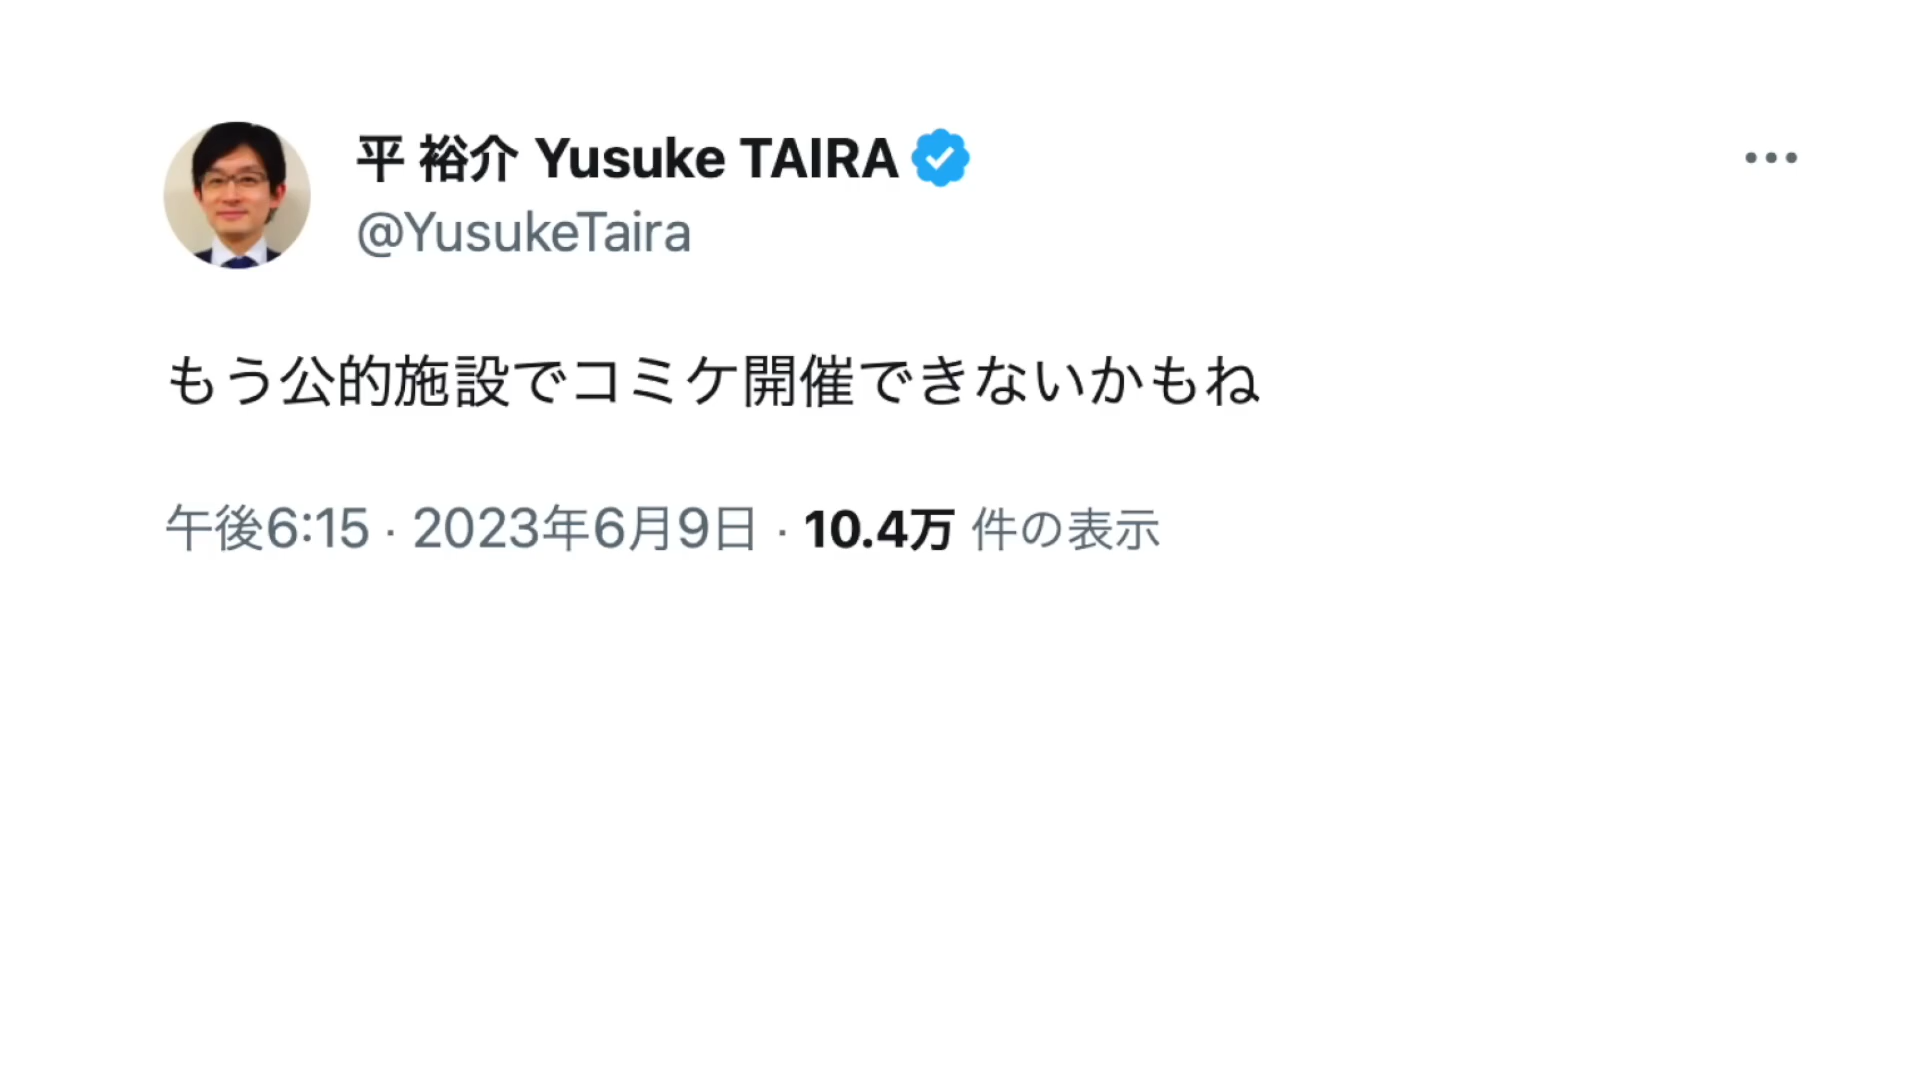 平 裕介 Yusuke TAIRA
@YusukeTaira
もう公的施設でコミケ開催できないかもね
午後6:15 · 2023年6月9日 · 10.4万 件の表示